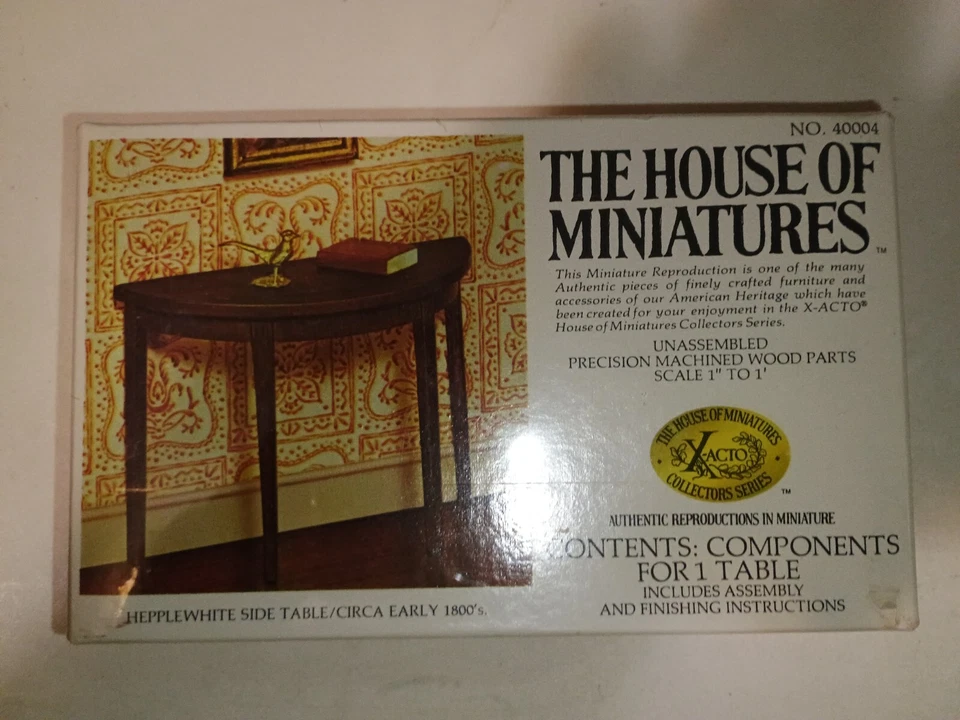 NO. 40004
THE HOUSE OF
MINIATURES ™
This Miniature Reproduction is one of the many
Authentic pieces of finely crafted furniture and
accessories of our American Heritage which have
been created for your enjoyment in the X-ACTO®
House of Miniatures Collectors Series.
UNASSEMBLED
PRECISION MACHINED WOOD PARTS
SCALE 1" TO 1'
THE HOUSE OF MINIATURES
X-ACTO
COLLECTORS SERIES ™
AUTHENTIC REPRODUCTIONS IN MINIATURE
CONTENTS: COMPONENTS
FOR 1 TABLE
INCLUDES ASSEMBLY
AND FINISHING INSTRUCTIONS
HEPPLEWHITE SIDE TABLE/CIRCA EARLY 1800's.